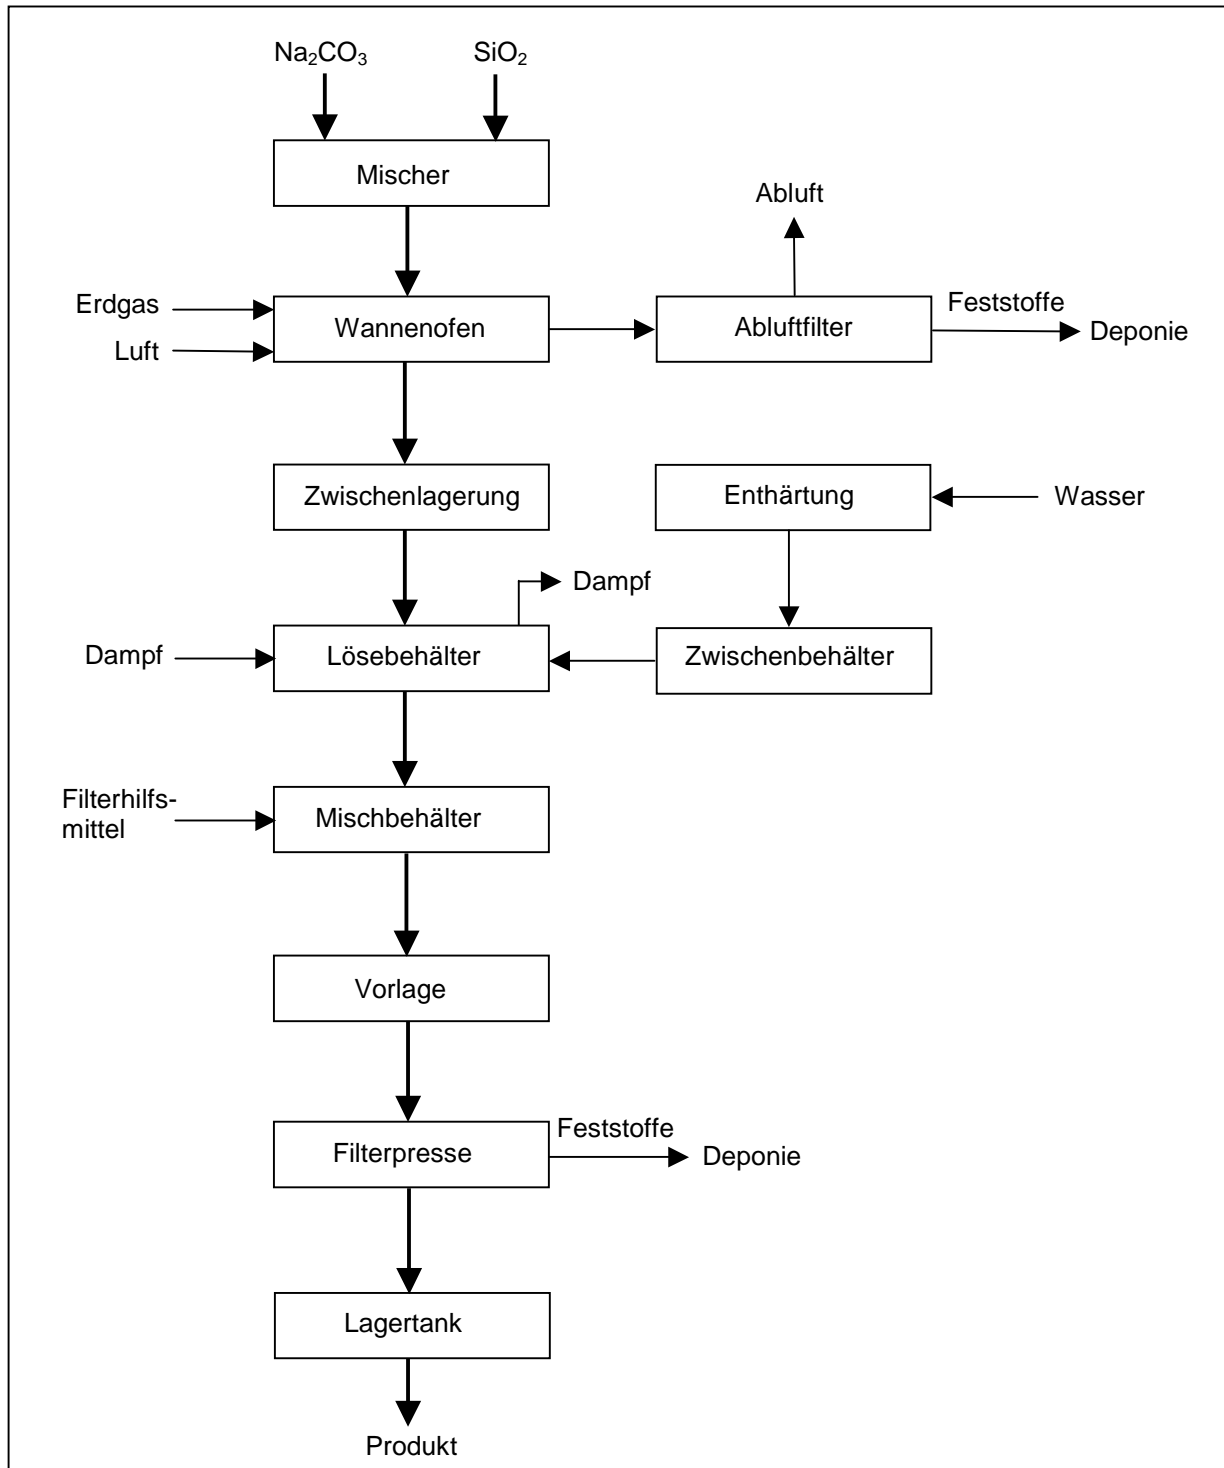 Na₂CO₃ SiO₂
Mischer
Abluft
Erdgas
Luft
Wannenofen
Abluftfilter
Feststoffe
Deponie
Zwischenlagerung
Enthärtung
Wasser
Dampf
Dampf
Lösebehälter
Zwischenbehälter
Filterhilfs-
mittel
Mischbehälter
Vorlage
Filterpresse
Feststoffe
Deponie
Lagertank
Produkt